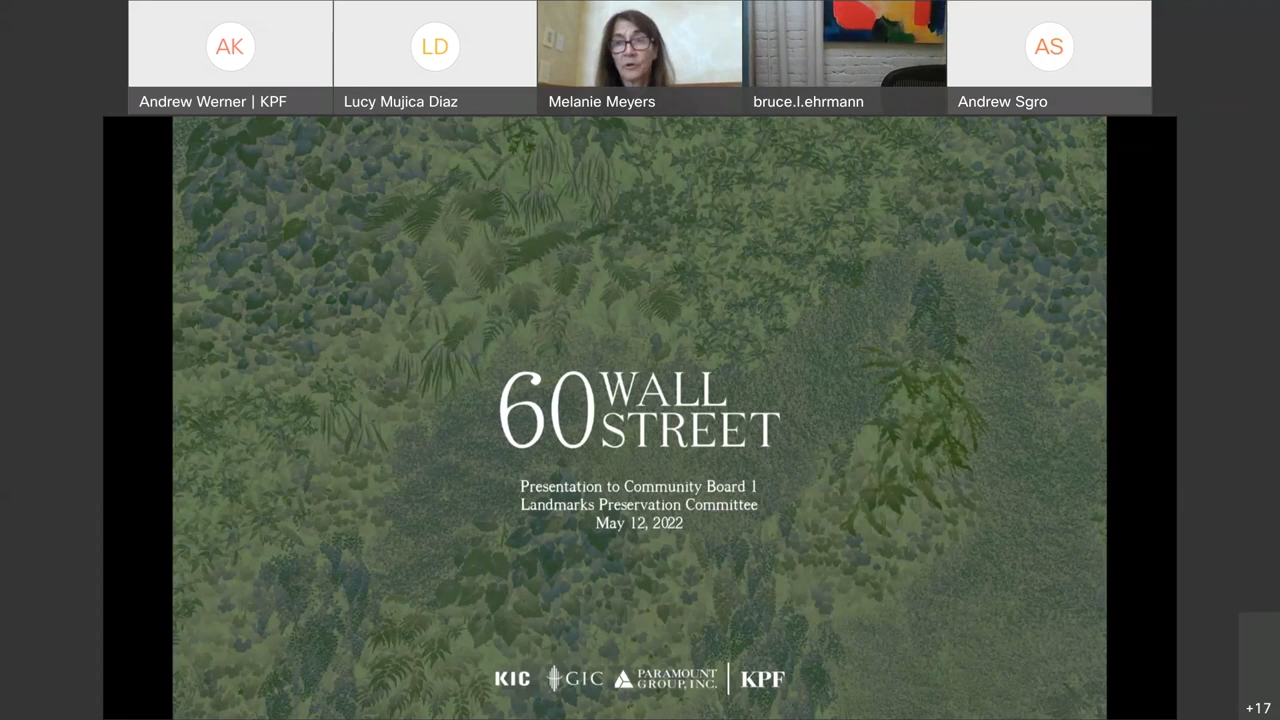 AK
LD
AS
Andrew Werner | KPF
Lucy Mujica Diaz
Melanie Meyers
bruce.l.ehrmann
Andrew Sgro
60 WALL
STREET
Presentation to Community Board 1
Landmarks Preservation Committee
May 12, 2022
KIC
GIC
PARAMOUNT
GROUP, INC.
KPF
+17